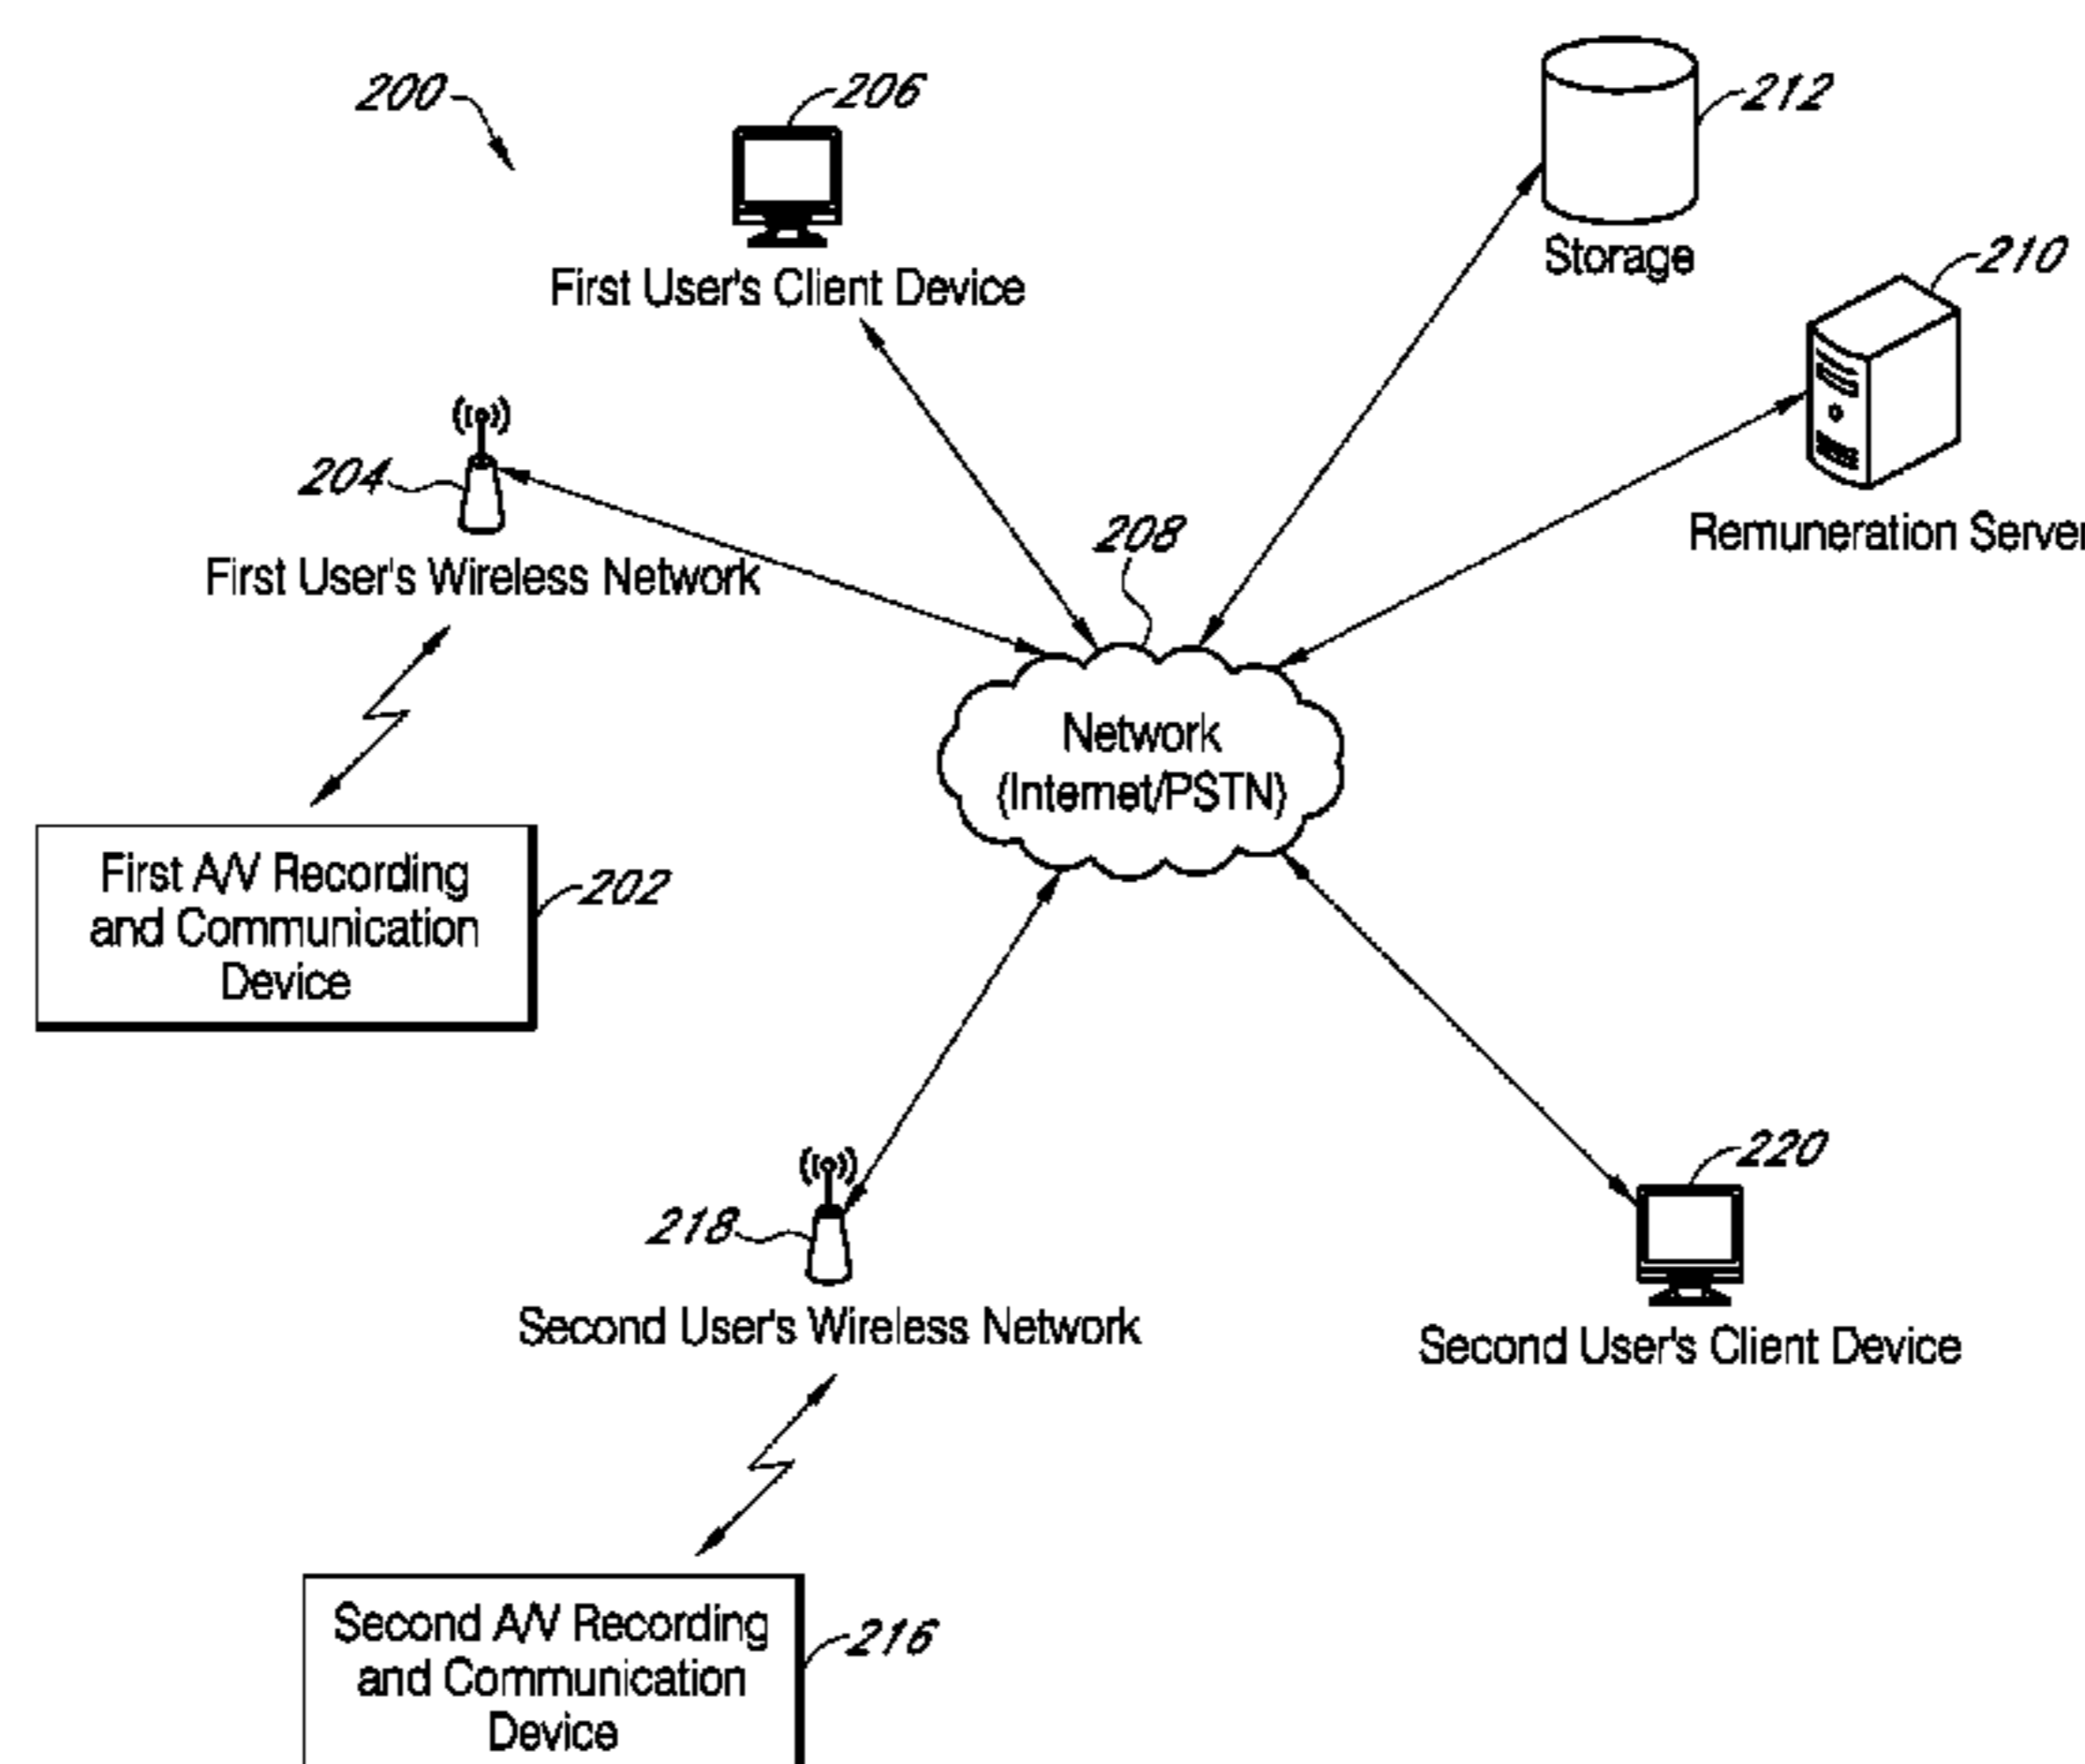 200
206
212
First User's Client Device
Storage
210
204
First User's Wireless Network
208
Remuneration Server
Network
(Internet/PSTN)
First A/V Recording
and Communication
Device
202
218
Second User's Wireless Network
220
Second User's Client Device
Second A/V Recording
and Communication
Device
216